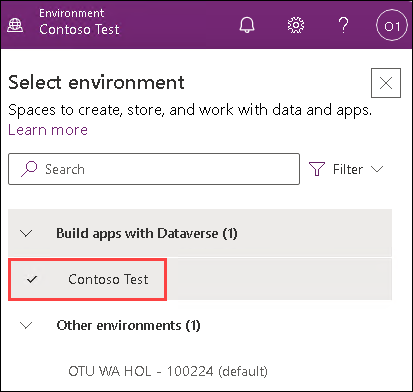 Environment
Contoso Test
?
O1
Select environment
Spaces to create, store, and work with data and apps.
Learn more
Search
Filter
Build apps with Dataverse (1)
Contoso Test
Other environments (1)
OTU WA HOL - 100224 (default)